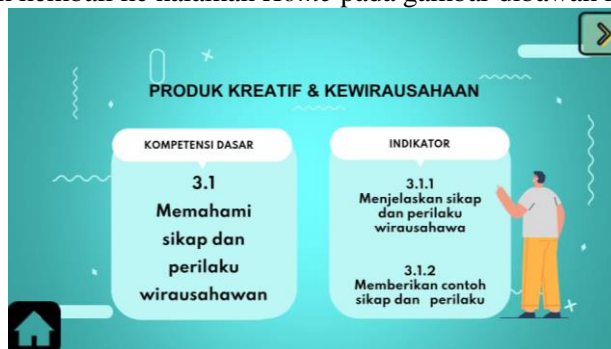 PRODUK KREATIF & KEWIRAUSAHAAN
KOMPETENSI DASAR
3.1
Memahami
sikap dan
perilaku
wirausahawan
INDIKATOR
3.1.1
Menjelaskan sikap
dan perilaku
wirausahawa
3.1.2
Memberikan contoh
sikap dan perilaku